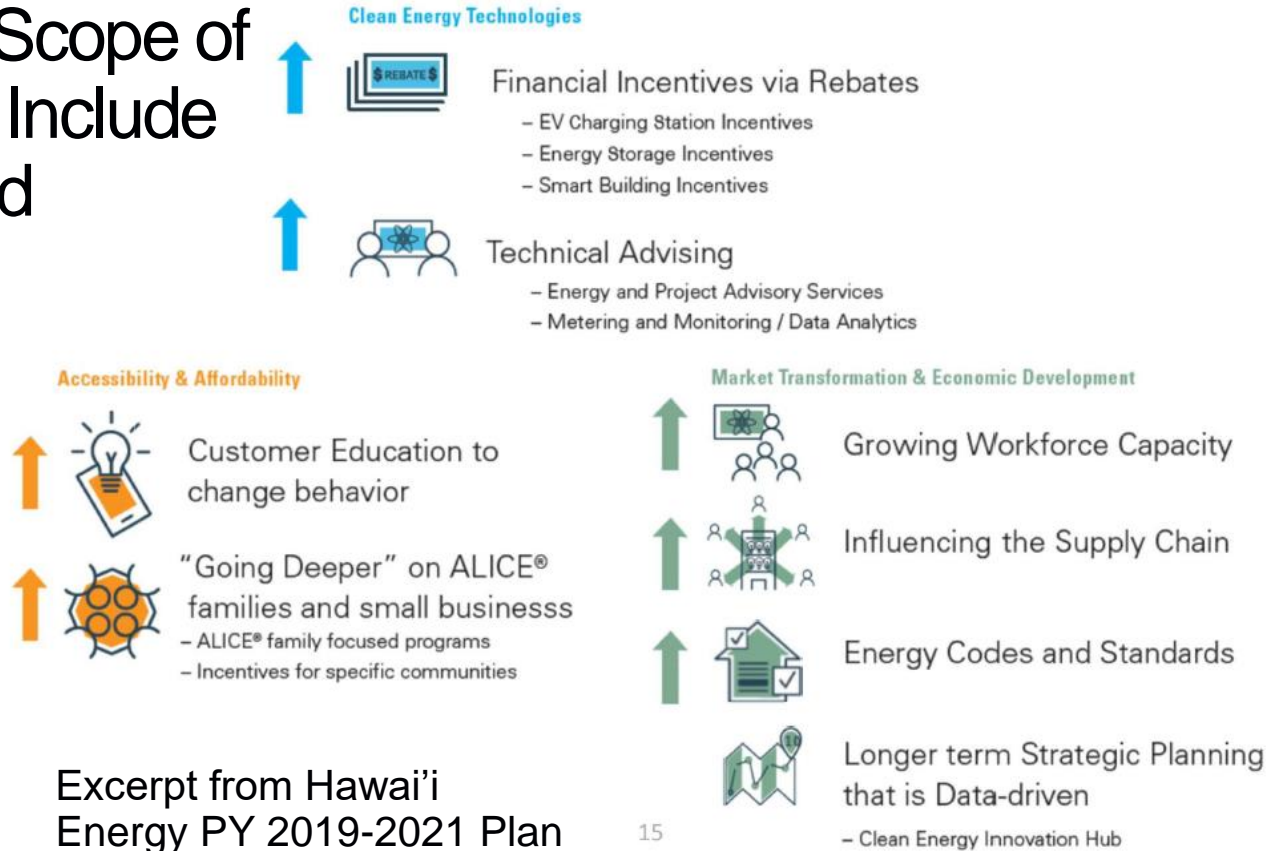 Scope of
Include
d
Clean Energy Technologies
$ REBATE $
Financial Incentives via Rebates
– EV Charging Station Incentives
– Energy Storage Incentives
– Smart Building Incentives
Technical Advising
– Energy and Project Advisory Services
– Metering and Monitoring / Data Analytics
Accessibility & Affordability
Customer Education to
change behavior
"Going Deeper" on ALICE®
families and small businesss
– ALICE® family focused programs
– Incentives for specific communities
Market Transformation & Economic Development
Growing Workforce Capacity
Influencing the Supply Chain
Energy Codes and Standards
10
Longer term Strategic Planning
that is Data-driven
– Clean Energy Innovation Hub
Excerpt from Hawai’i
Energy PY 2019-2021 Plan
15